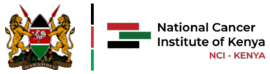 National Cancer
Institute of Kenya
NCI - KENYA